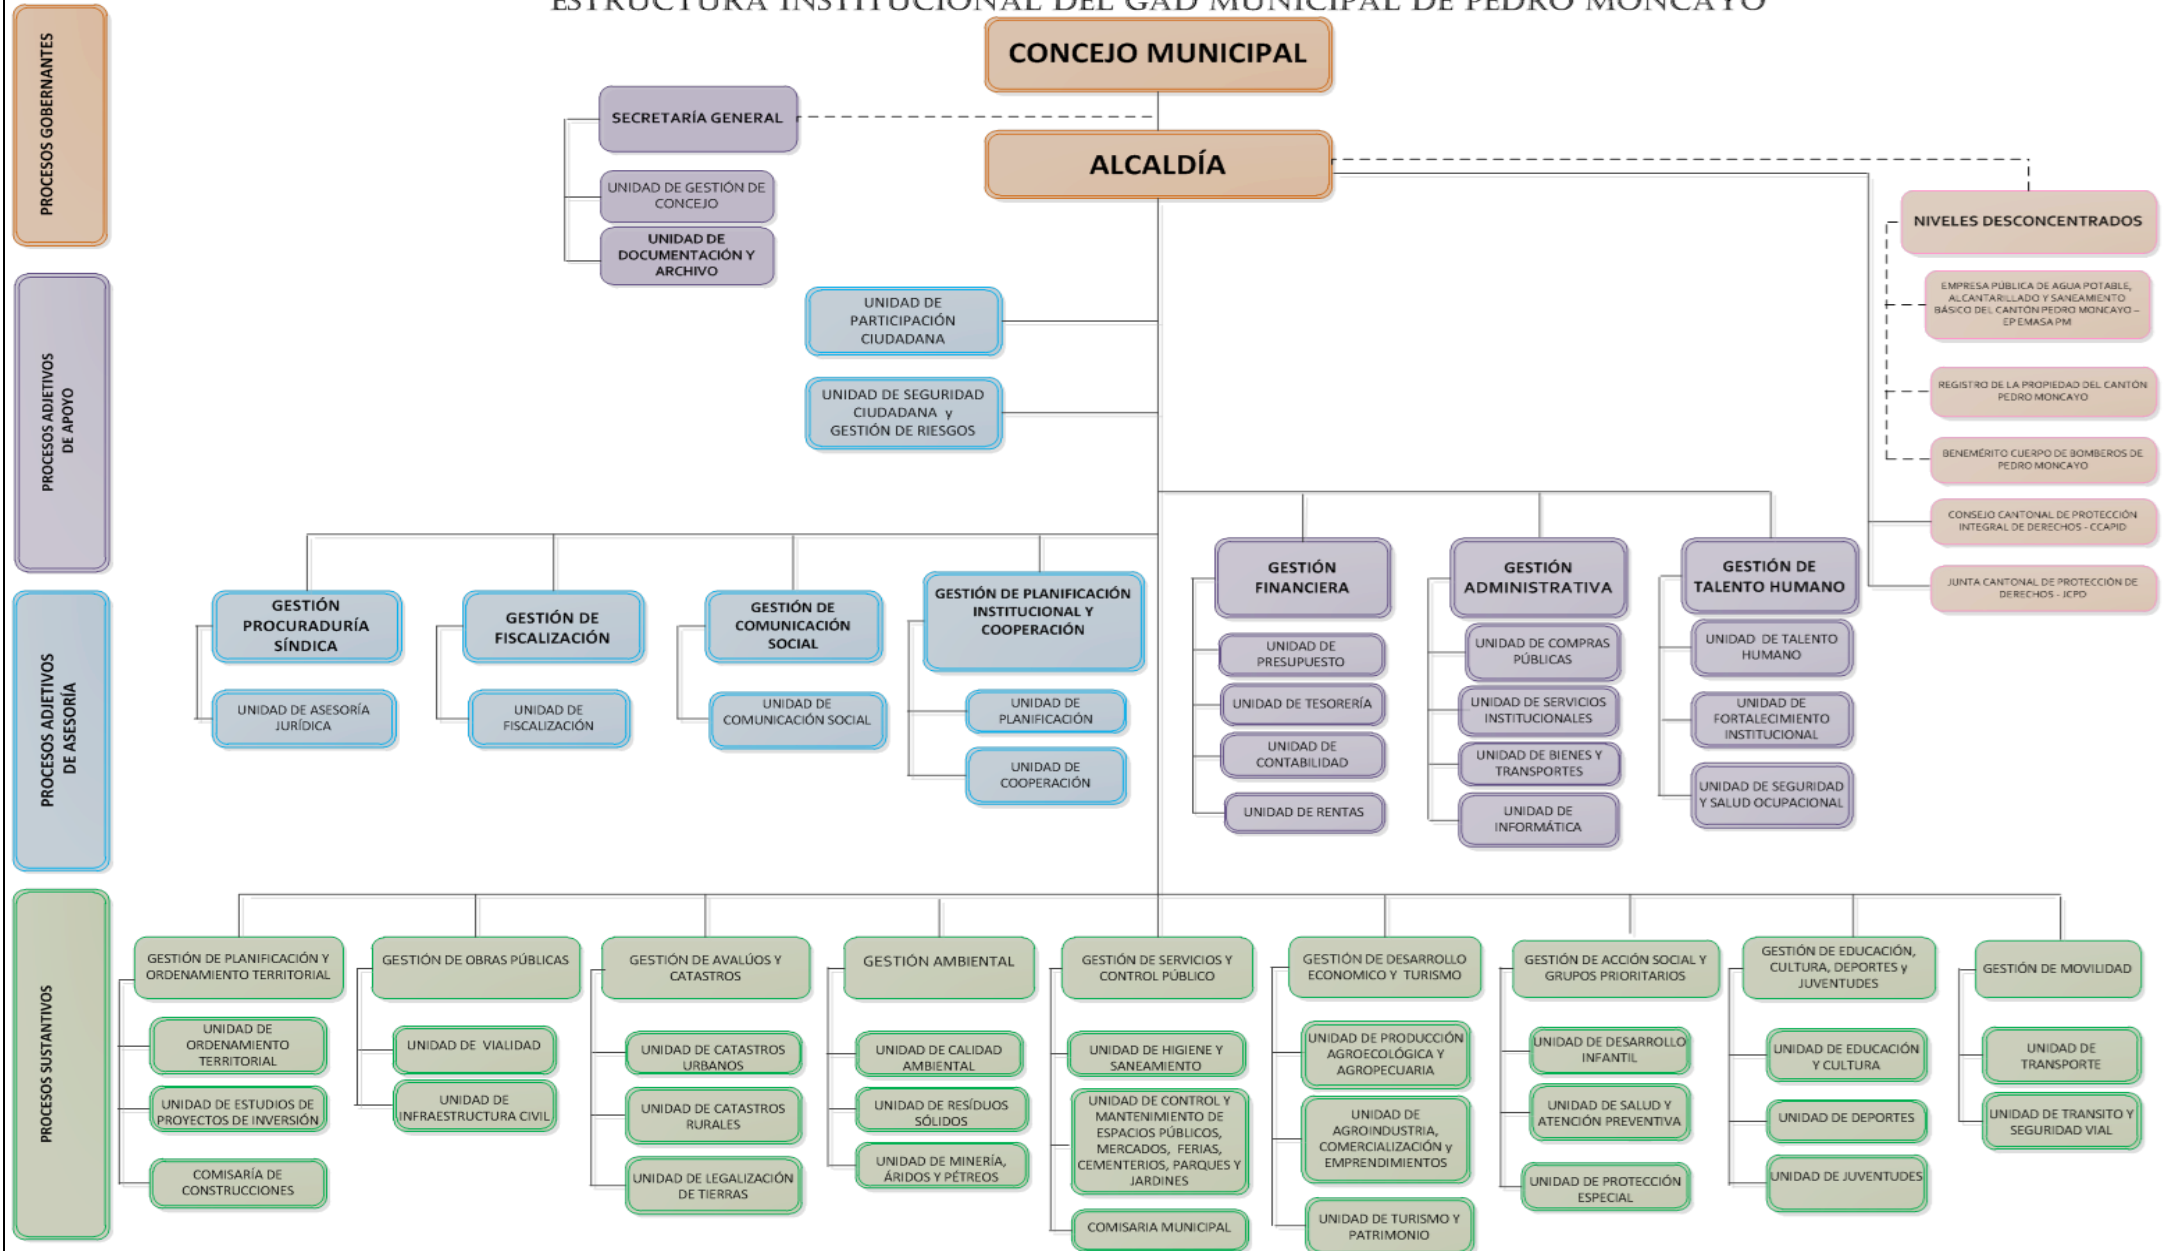 ESTRUCTURA INSTITUCIONAL DEL GAD MUNICIPAL DE PEDRO MONCAYO
PROCESOS GOBERNANTES
CONCEJO MUNICIPAL
SECRETARÍA GENERAL
ALCALDÍA
UNIDAD DE GESTIÓN DE
CONCEJO
UNIDAD DE
DOCUMENTACIÓN Y
ARCHIVO
NIVELES DESCONCENTRADOS
EMPRESA PÚBLICA DE AGUA POTABLE,
ALCANTARILLADO Y SANEAMIENTO
BÁSICO DEL CANTÓN PEDRO MONCAYO –
EP EMASA PM
REGISTRO DE LA PROPIEDAD DEL CANTÓN
PEDRO MONCAYO
BENEMÉRITO CUERPO DE BOMBEROS DE
PEDRO MONCAYO
CONSEJO CANTONAL DE PROTECCIÓN
INTEGRAL DE DERECHOS - CCAPID
JUNTA CANTONAL DE PROTECCIÓN DE
DERECHOS - JCPD
PROCESOS ADJETIVOS
DE APOYO
UNIDAD DE
PARTICIPACIÓN
CIUDADANA
UNIDAD DE SEGURIDAD
CIUDADANA y
GESTIÓN DE RIESGOS
PROCESOS ADJETIVOS
DE ASESORÍA
GESTIÓN
PROCURADURÍA
SÍNDICA
UNIDAD DE ASESORÍA
JURÍDICA
GESTIÓN DE
FISCALIZACIÓN
UNIDAD DE
FISCALIZACIÓN
GESTIÓN DE
COMUNICACIÓN
SOCIAL
UNIDAD DE
COMUNICACIÓN SOCIAL
GESTIÓN DE PLANIFICACIÓN
INSTITUCIONAL Y
COOPERACIÓN
UNIDAD DE
PLANIFICACIÓN
UNIDAD DE
COOPERACIÓN
GESTIÓN
FINANCIERA
UNIDAD DE
PRESUPUESTO
UNIDAD DE TESORERÍA
UNIDAD DE
CONTABILIDAD
UNIDAD DE RENTAS
GESTIÓN
ADMINISTRATIVA
UNIDAD DE COMPRAS
PÚBLICAS
UNIDAD DE SERVICIOS
INSTITUCIONALES
UNIDAD DE BIENES Y
TRANSPORTES
UNIDAD DE
INFORMÁTICA
GESTIÓN DE
TALENTO HUMANO
UNIDAD DE TALENTO
HUMANO
UNIDAD DE
FORTALECIMIENTO
INSTITUCIONAL
UNIDAD DE SEGURIDAD
Y SALUD OCUPACIONAL
PROCESOS SUSTANTIVOS
GESTIÓN DE PLANIFICACIÓN Y
ORDENAMIENTO TERRITORIAL
UNIDAD DE
ORDENAMIENTO
TERRITORIAL
UNIDAD DE ESTUDIOS DE
PROYECTOS DE INVERSIÓN
COMISARÍA DE
CONSTRUCCIONES
GESTIÓN DE OBRAS PÚBLICAS
UNIDAD DE VIALIDAD
UNIDAD DE
INFRAESTRUCTURA CIVIL
GESTIÓN DE AVALÚOS Y
CATASTROS
UNIDAD DE CATASTROS
URBANOS
UNIDAD DE CATASTROS
RURALES
UNIDAD DE LEGALIZACIÓN
DE TIERRAS
GESTIÓN AMBIENTAL
UNIDAD DE CALIDAD
AMBIENTAL
UNIDAD DE RESÍDUOS
SÓLIDOS
UNIDAD DE MINERÍA,
ÁRIDOS Y PÉTREOS
GESTIÓN DE SERVICIOS Y
CONTROL PÚBLICO
UNIDAD DE HIGIENE Y
SANEAMIENTO
UNIDAD DE CONTROL Y
MANTENIMIENTO DE
ESPACIOS PÚBLICOS,
MERCADOS, FERIAS,
CEMENTERIOS, PARQUES Y
JARDINES
COMISARIA MUNICIPAL
GESTIÓN DE DESARROLLO
ECONOMICO Y TURISMO
UNIDAD DE PRODUCCIÓN
AGROECOLÓGICA Y
AGROPECUARIA
UNIDAD DE
AGROINDUSTRIA,
COMERCIALIZACIÓN y
EMPRENDIMIENTOS
UNIDAD DE TURISMO Y
PATRIMONIO
GESTIÓN DE ACCIÓN SOCIAL Y
GRUPOS PRIORITARIOS
UNIDAD DE DESARROLLO
INFANTIL
UNIDAD DE SALUD Y
ATENCIÓN PREVENTIVA
UNIDAD DE PROTECCIÓN
ESPECIAL
GESTIÓN DE EDUCACIÓN,
CULTURA, DEPORTES y
JUVENTUDES
UNIDAD DE EDUCACIÓN
Y CULTURA
UNIDAD DE DEPORTES
UNIDAD DE JUVENTUDES
GESTIÓN DE MOVILIDAD
UNIDAD DE
TRANSPORTE
UNIDAD DE TRANSITO Y
SEGURIDAD VIAL